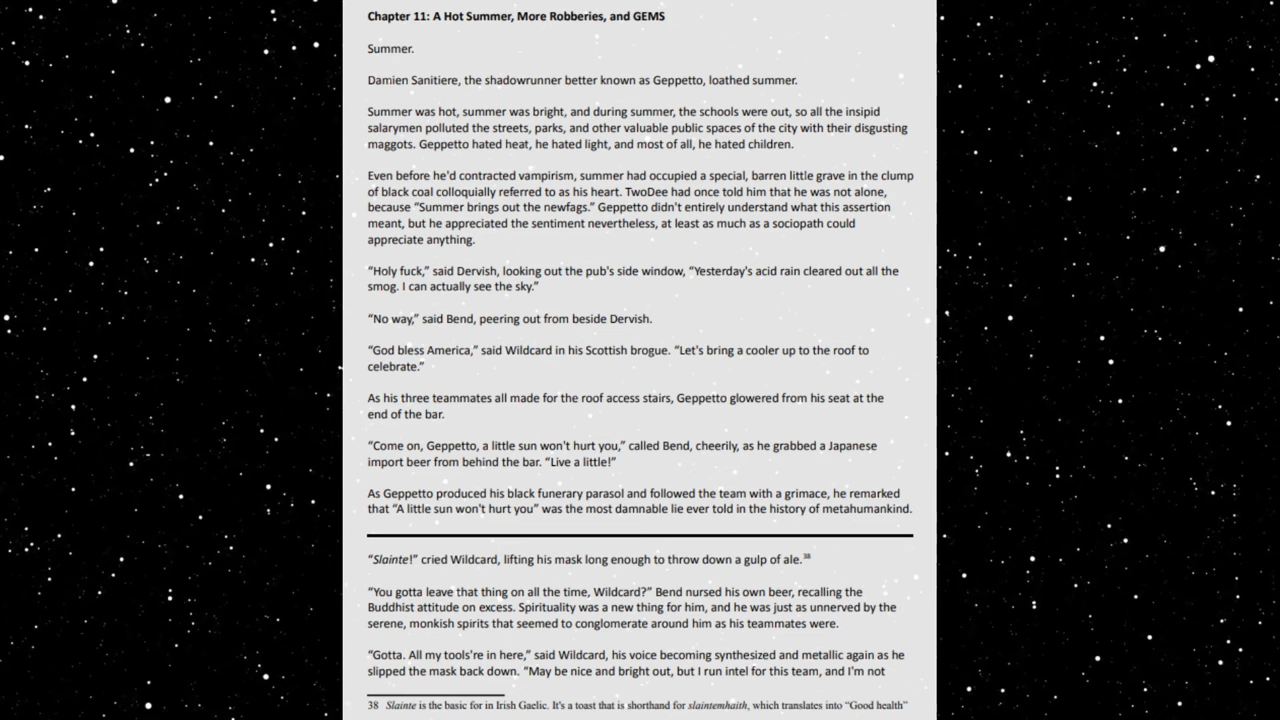 Chapter 11: A Hot Summer, More Robberies, and GEMS
Summer.
Damien Sanitiere, the shadowrunner better known as Geppetto, loathed summer.
Summer was hot, summer was bright, and during summer, the schools were out, so all the insipid
salarymen polluted the streets, parks, and other valuable public spaces of the city with their disgusting
maggots. Geppetto hated heat, he hated light, and most of all, he hated children.
Even before he'd contracted vampirism, summer had occupied a special, barren little grave in the clump
of black coal colloquially referred to as his heart. TwoDee had once told him that he was not alone,
because “Summer brings out the newfags.” Geppetto didn't entirely understand what this assertion
meant, but he appreciated the sentiment nevertheless, at least as much as a sociopath could
appreciate anything.
“Holy fuck,” said Dervish, looking out the pub's side window, “Yesterday's acid rain cleared out all the
smog. I can actually see the sky.”
“No way,” said Bend, peering out from beside Dervish.
“God bless America,” said Wildcard in his Scottish brogue. “Let's bring a cooler up to the roof to
celebrate.”
As his three teammates all made for the roof access stairs, Geppetto glowered from his seat at the
end of the bar.
“Come on, Geppetto, a little sun won't hurt you,” called Bend, cheerily, as he grabbed a Japanese
import beer from behind the bar. “Live a little!”
As Geppetto produced his black funerary parasol and followed the team with a grimace, he remarked
that “A little sun won't hurt you” was the most damnable lie ever told in the history of metahumankind.
“Slainte!” cried Wildcard, lifting his mask long enough to throw down a gulp of ale.38
“You gotta leave that thing on all the time, Wildcard?” Bend nursed his own beer, recalling the
Buddhist attitude on excess. Spirituality was a new thing for him, and he was just as unnerved by the
serene, monkish spirits that seemed to conglomerate around him as his teammates were.
“Gotta. All my tools're in here,” said Wildcard, his voice becoming synthesized and metallic again as he
slipped the mask back down. “May be nice and bright out, but I run intel for this team, and I'm not
38 Slainte is the basic for in Irish Gaelic. It's a toast that is shorthand for slaintemhaith, which translates into “Good health”